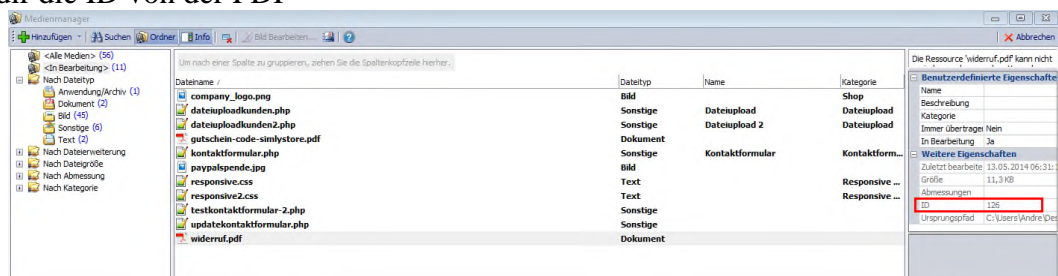 auf die ID von der PDF
Medienmanager
Hinzufügen Suchen Ordner Info Bild Bearbeiten... Abbrechen
<Alle Medien> (56)
<In Bearbeitung> (11)
Nach Dateityp
Anwendung/Archiv (1)
Dokument (2)
Bild (45)
Sonstige (6)
Text (2)
Nach Dateierweiterung
Nach Dateigröße
Nach Abmessung
Nach Kategorie
Um nach einer Spalte zu gruppieren, ziehen Sie die Spaltenkopfzeile hierher.
Dateiname Dateityp Name Kategorie
company_logo.png Bild Shop
dateiuploadkunden.php Sonstige Dateiupload Dateiupload
dateiuploadkunden2.php Sonstige Dateiupload 2 Dateiupload
gutschein-code-simlystore.pdf Dokument
kontaktformular.php Sonstige Kontaktformular Kontaktform...
paypalspende.jpg Bild
responsive.css Text Responsive ...
responsive2.css Text Responsive ...
testkontaktformular-2.php Sonstige
updatekontaktformular.php Sonstige
widerruf.pdf Dokument
Die Ressource 'widerruf.pdf' kann nicht
Benutzerdefinierte Eigenschafte
Name
Beschreibung
Kategorie
Immer übertragen Nein
In Bearbeitung Ja
Weitere Eigenschaften
Zuletzt bearbeite 13.05.2014 06:31:
Größe 11,3 KB
Abmessungen
ID 126
Ursprungspfad C:\Users\Andre\Des